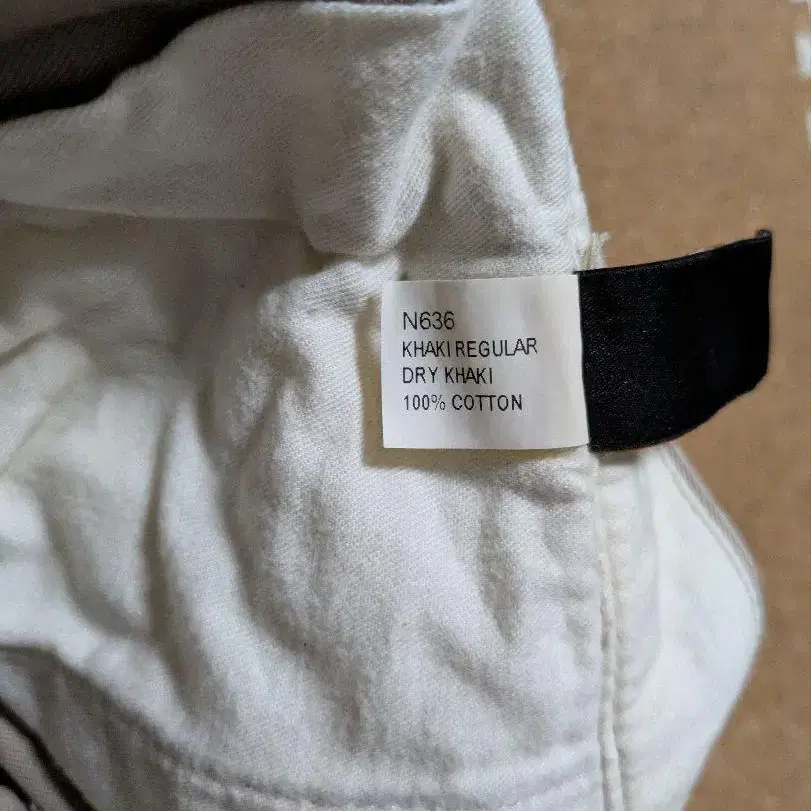 N636
KHAKI REGULAR
DRY KHAKI
100% COTTON